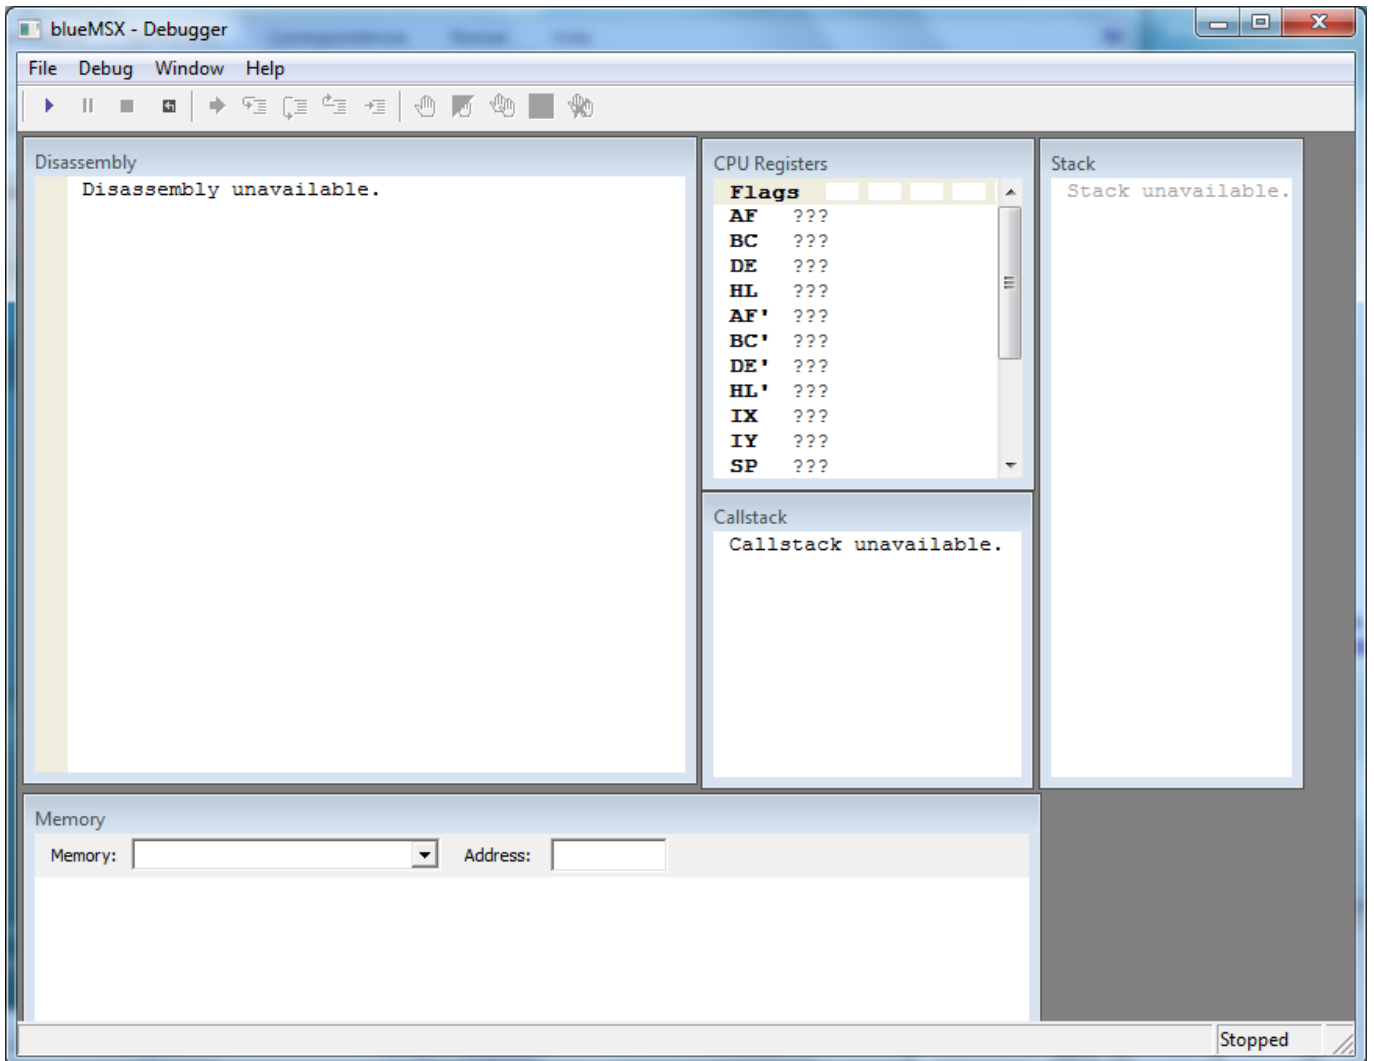 blueMSX - Debugger
File Debug Window Help
Disassembly
Disassembly unavailable.
CPU Registers
Flags
AF ???
BC ???
DE ???
HL ???
AF' ???
BC' ???
DE' ???
HL' ???
IX ???
IY ???
SP ???
Callstack
Callstack unavailable.
Stack
Stack unavailable.
Memory
Memory: Address:
Stopped